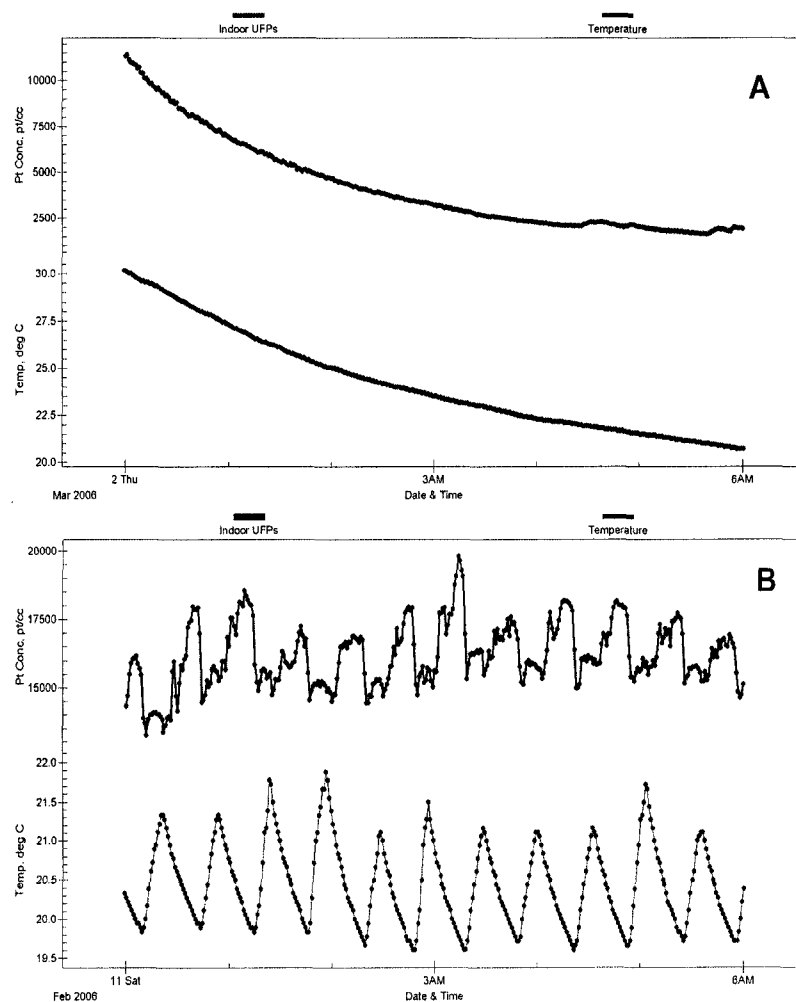 Indoor UFPs Temperature
A
10000
7500
5000
2500
Pt Conc. pt/cc
30.0
27.5
25.0
22.5
20.0
Temp, deg C
2 Thu 3AM 6AM
Mar 2006 Date & Time
Indoor UFPs Temperature
B
20000
17500
15000
Pt Conc. pt/cc
22.0
21.5
21.0
20.5
20.0
19.5
Temp. deg C
11 Sat 3AM 6AM
Feb 2006 Date & Time